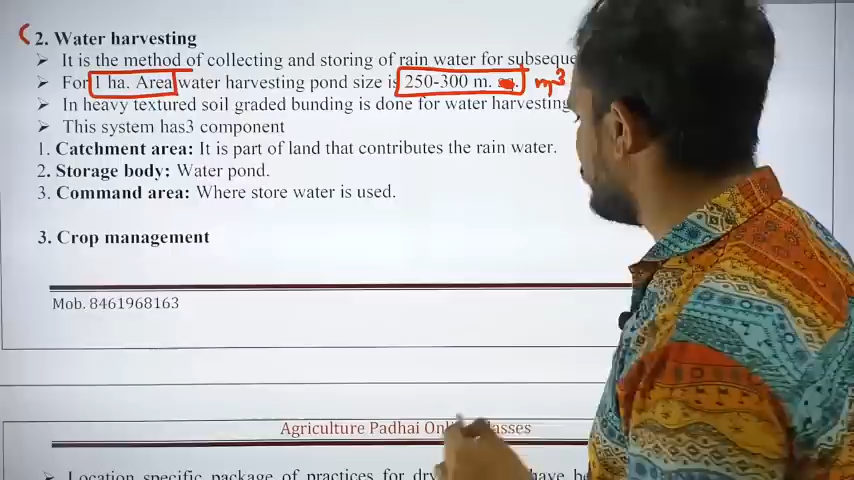 2. Water harvesting
➢ It is the method of collecting and storing of rain water for
➢ For 1 ha. Area water harvesting pond size is 250-300 m. m³
➢ In heavy textured soil graded bunding is done for water harvesting
➢ This system has3 component
1. Catchment area: It is part of land that contributes the rain water.
2. Storage body: Water pond.
3. Command area: Where store water is used.
3. Crop management
Mob. 8461968163
Agriculture Padhai
➢ Location specific package of practices for